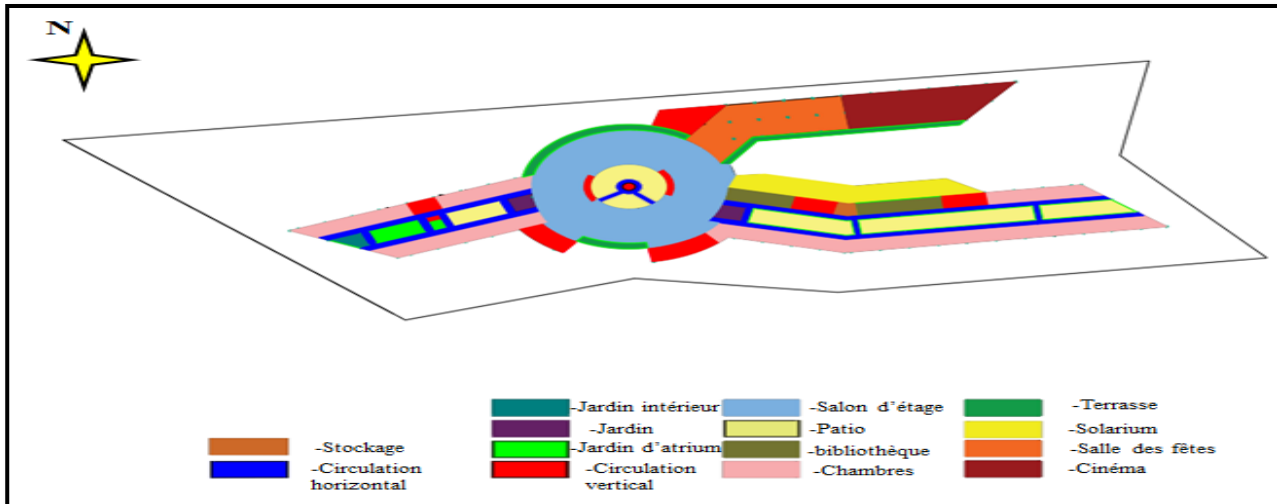 N
-Jardin intérieur
-Salon d'étage
-Terrasse
-Jardin
-Patio
-Solarium
-Stockage
-Jardin d'atrium
-bibliothèque
-Salle des fêtes
-Circulation
horizontal
-Circulation
vertical
-Chambres
-Cinéma